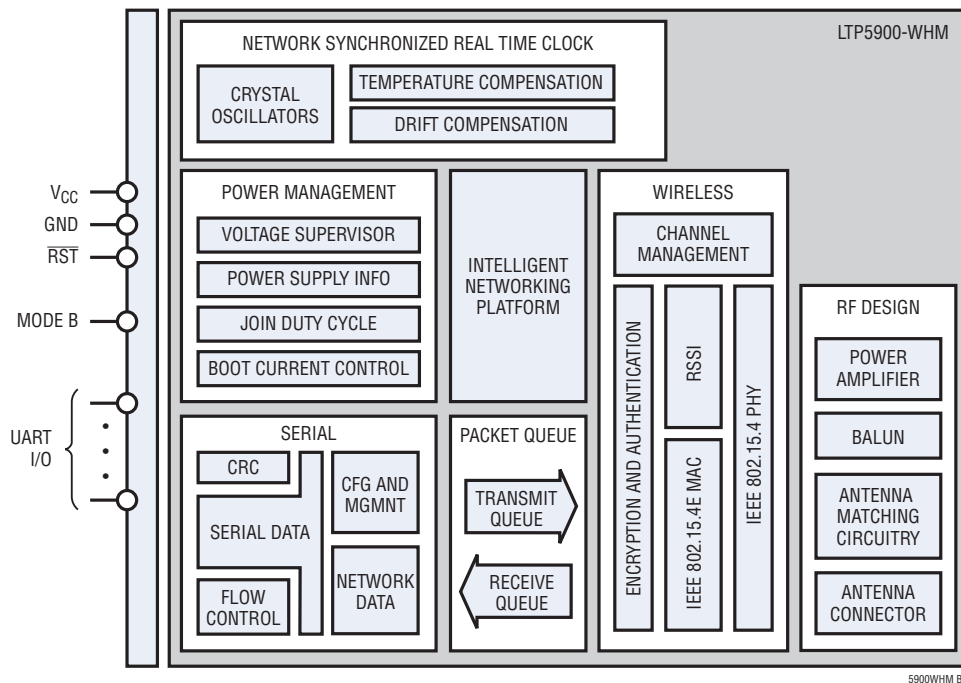 LTP5900-WHM
NETWORK SYNCHRONIZED REAL TIME CLOCK
CRYSTAL
OSCILLATORS
TEMPERATURE COMPENSATION
DRIFT COMPENSATION
VCC
GND
RST
MODE B
UART
I/O
POWER MANAGEMENT
VOLTAGE SUPERVISOR
POWER SUPPLY INFO
JOIN DUTY CYCLE
BOOT CURRENT CONTROL
INTELLIGENT
NETWORKING
PLATFORM
WIRELESS
CHANNEL
MANAGEMENT
ENCRYPTION AND AUTHENTICATION
RSSI
IEEE 802.15.4E MAC
IEEE 802.15.4 PHY
RF DESIGN
POWER
AMPLIFIER
BALUN
ANTENNA
MATCHING
CIRCUITRY
ANTENNA
CONNECTOR
SERIAL
CRC
SERIAL DATA
FLOW
CONTROL
CFG AND
MGMNT
NETWORK
DATA
PACKET QUEUE
TRANSMIT
QUEUE
RECEIVE
QUEUE
5900WHM B